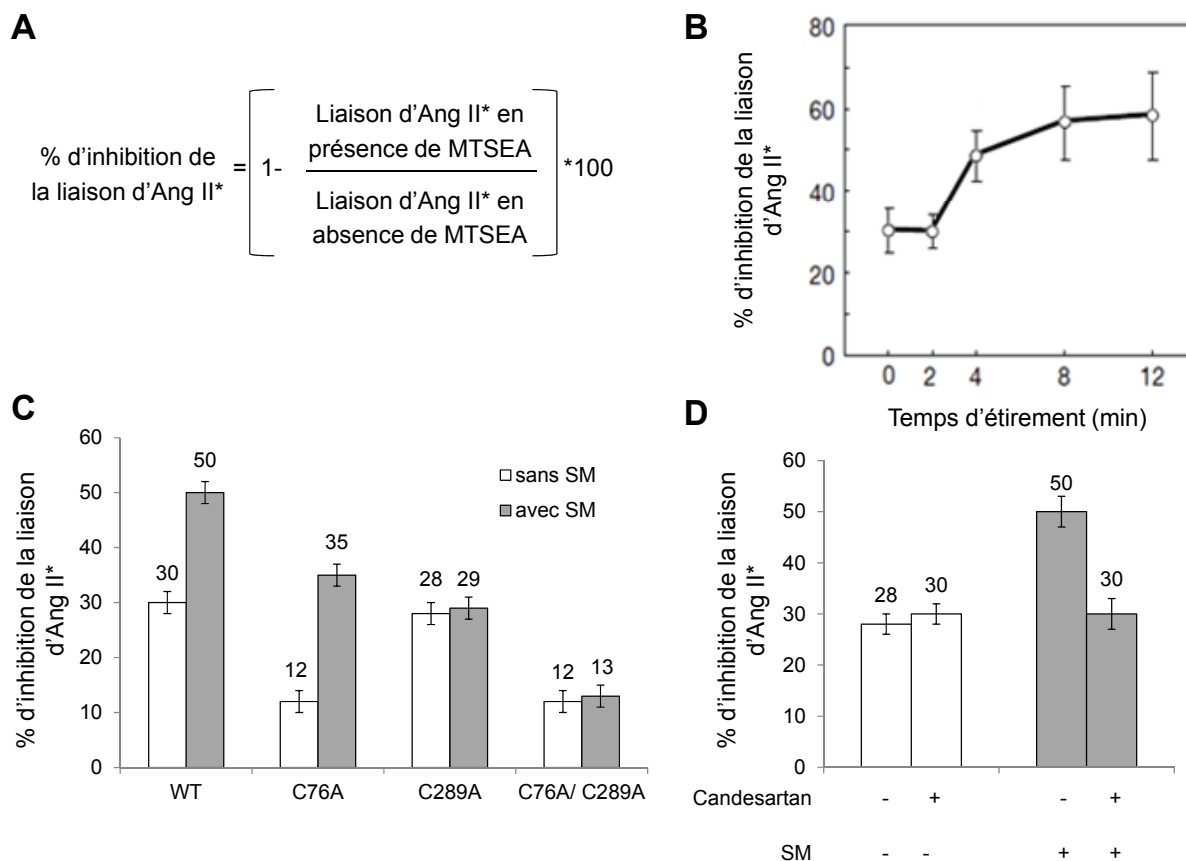 A
% d'inhibition de
la liaison d'Ang II*
=
1-
Liaison d'Ang II* en
présence de MTSEA
Liaison d'Ang II* en
absence de MTSEA
*100
B
% d'inhibition de la liaison
d'Ang II*
80
60
40
20
0
0 2 4 8 12
Temps d'étirement (min)
C
% d'inhibition de la liaison
d'Ang II*
60
50
40
30
20
10
0
30 50
12 35
28 29
12 13
sans SM
avec SM
WT C76A C289A C76A/ C289A
D
% d'inhibition de la liaison
d'Ang II*
60
50
40
30
20
10
0
28 30 50 30
Candesartan - + - +
SM - - + +